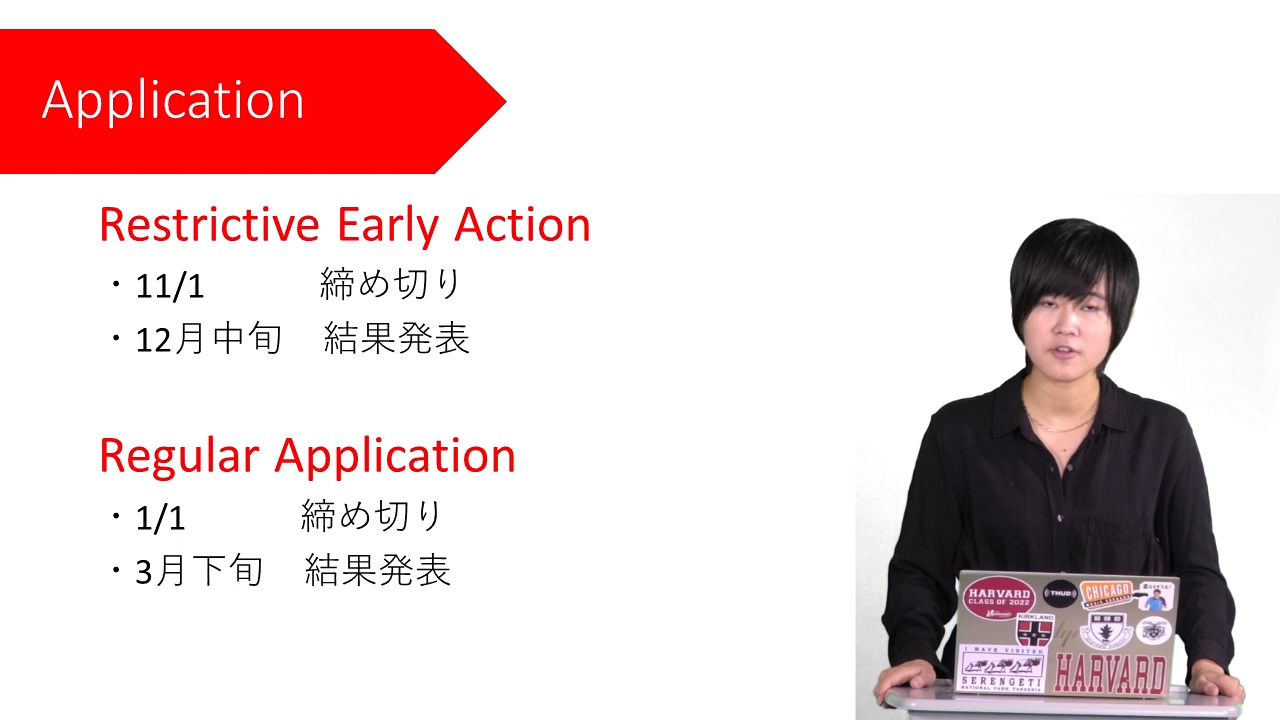 Application
Restrictive Early Action
・11/1 締め切り
・12月中旬 結果発表
Regular Application
・1/1 締め切り
・3月下旬 結果発表
HARVARD
CLASS OF 2022
THUD
CHICAGO
KIRKLAND
I HAVE VISITED
SERENGETI
NATIONAL PARK TANZANIA
HARVARD